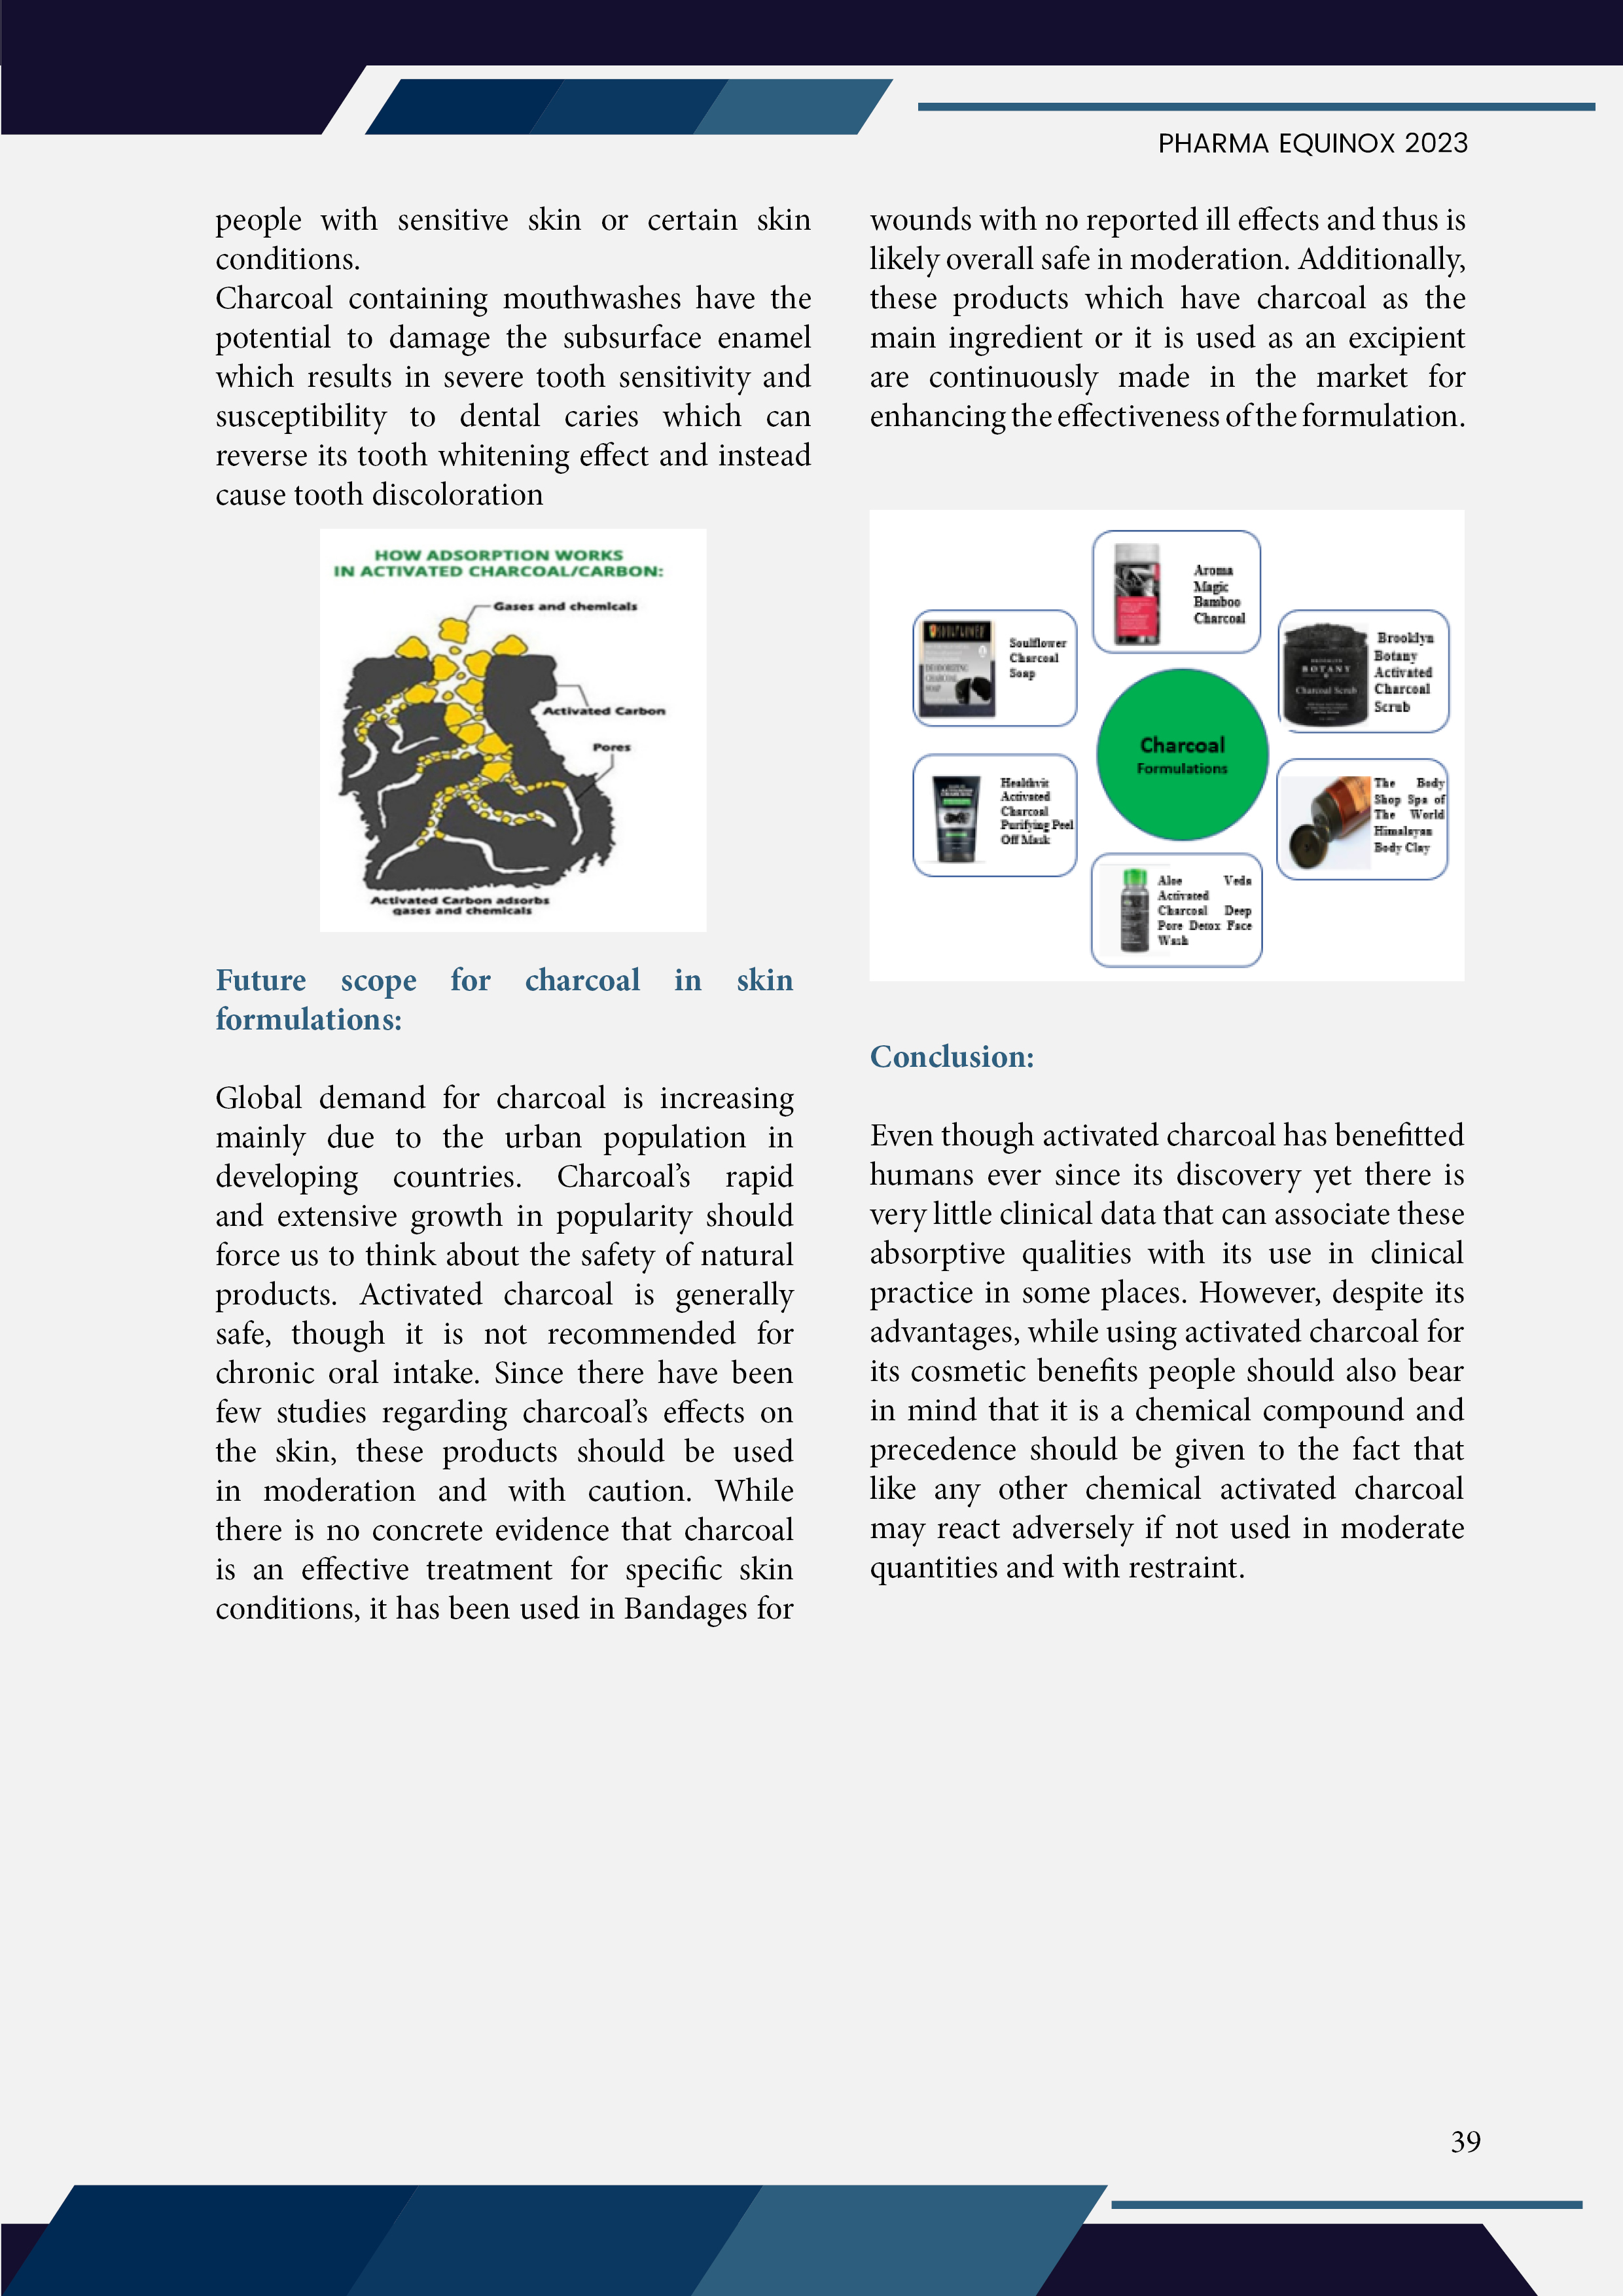 PHARMA EQUINOX 2023
people with sensitive skin or certain skin
conditions.
Charcoal containing mouthwashes have the
potential to damage the subsurface enamel
which results in severe tooth sensitivity and
susceptibility to dental caries which can
reverse its tooth whitening effect and instead
cause tooth discoloration
HOW ADSORPTION WORKS
IN ACTIVATED CHARCOAL/CARBON:
Gases and chemicals
Activated Carbon
Pores
Activated Carbon adsorbs
gases and chemicals
Future scope for charcoal in skin
formulations:
Global demand for charcoal is increasing
mainly due to the urban population in
developing countries. Charcoal’s rapid
and extensive growth in popularity should
force us to think about the safety of natural
products. Activated charcoal is generally
safe, though it is not recommended for
chronic oral intake. Since there have been
few studies regarding charcoal’s effects on
the skin, these products should be used
in moderation and with caution. While
there is no concrete evidence that charcoal
is an effective treatment for specific skin
conditions, it has been used in Bandages for
wounds with no reported ill effects and thus is
likely overall safe in moderation. Additionally,
these products which have charcoal as the
main ingredient or it is used as an excipient
are continuously made in the market for
enhancing the effectiveness of the formulation.
Aroma
Magic
Bamboo
Charcoal
SOULFLOWER
DEODORIZING
CHARCOAL
SOAP
Soulflower
Charcoal
Soap
BOTANY
Charcoal Scrub
Brooklyn
Botany
Activated
Charcoal
Scrub
Charcoal
Formulations
Healthvit
Activated
Charcoal
Purifying Peel
Off Mask
The Body
Shop Spa of
The World
Himalayan
Body Clay
Aloe Veda
Activated
Charcoal Deep
Pore Detox Face
Wash
Conclusion:
Even though activated charcoal has benefitted
humans ever since its discovery yet there is
very little clinical data that can associate these
absorptive qualities with its use in clinical
practice in some places. However, despite its
advantages, while using activated charcoal for
its cosmetic benefits people should also bear
in mind that it is a chemical compound and
precedence should be given to the fact that
like any other chemical activated charcoal
may react adversely if not used in moderate
quantities and with restraint.
39